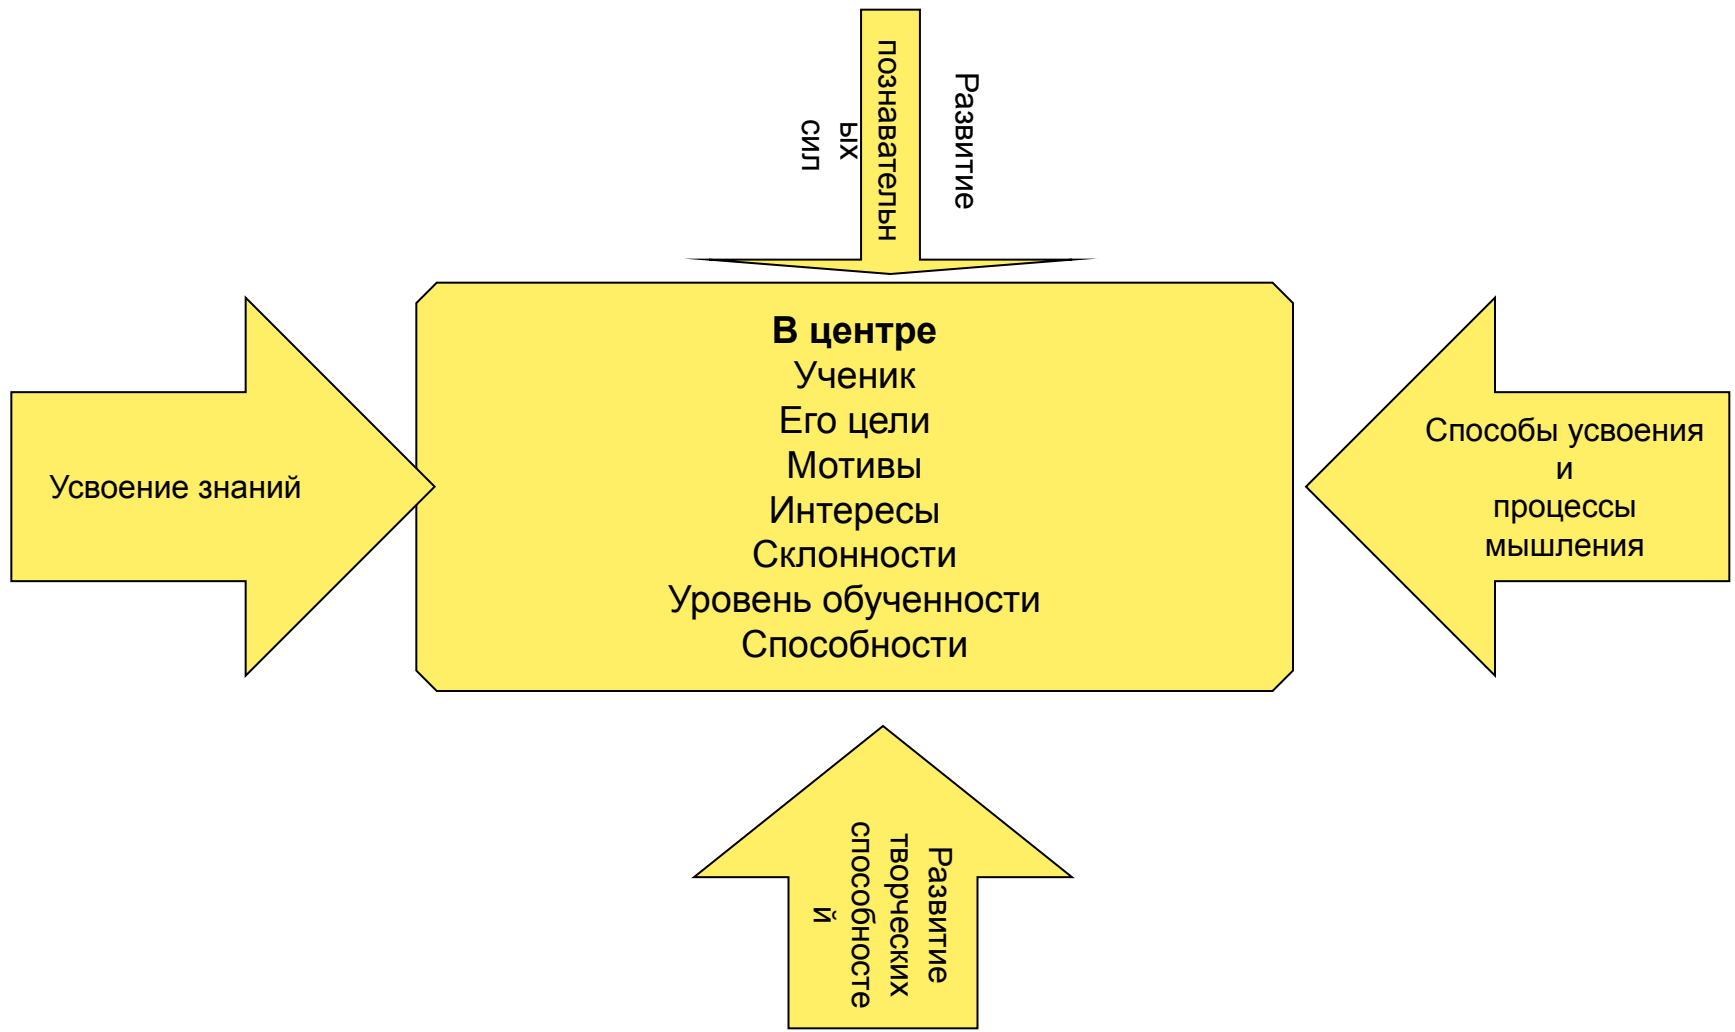 Развитие
познавательн
ых
сил
В центре
Ученик
Его цели
Мотивы
Интересы
Склонности
Уровень обученности
Способности
Усвоение знаний
Способы усвоения
и
процессы
мышления
Развитие
творческих
способносте
й